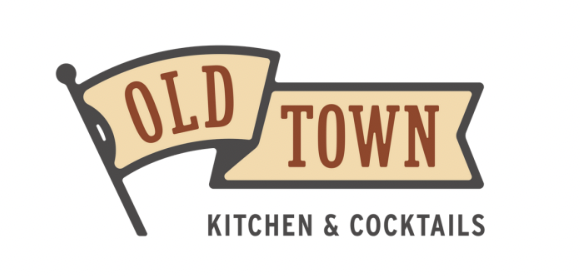 OLD TOWN
KITCHEN & COCKTAILS